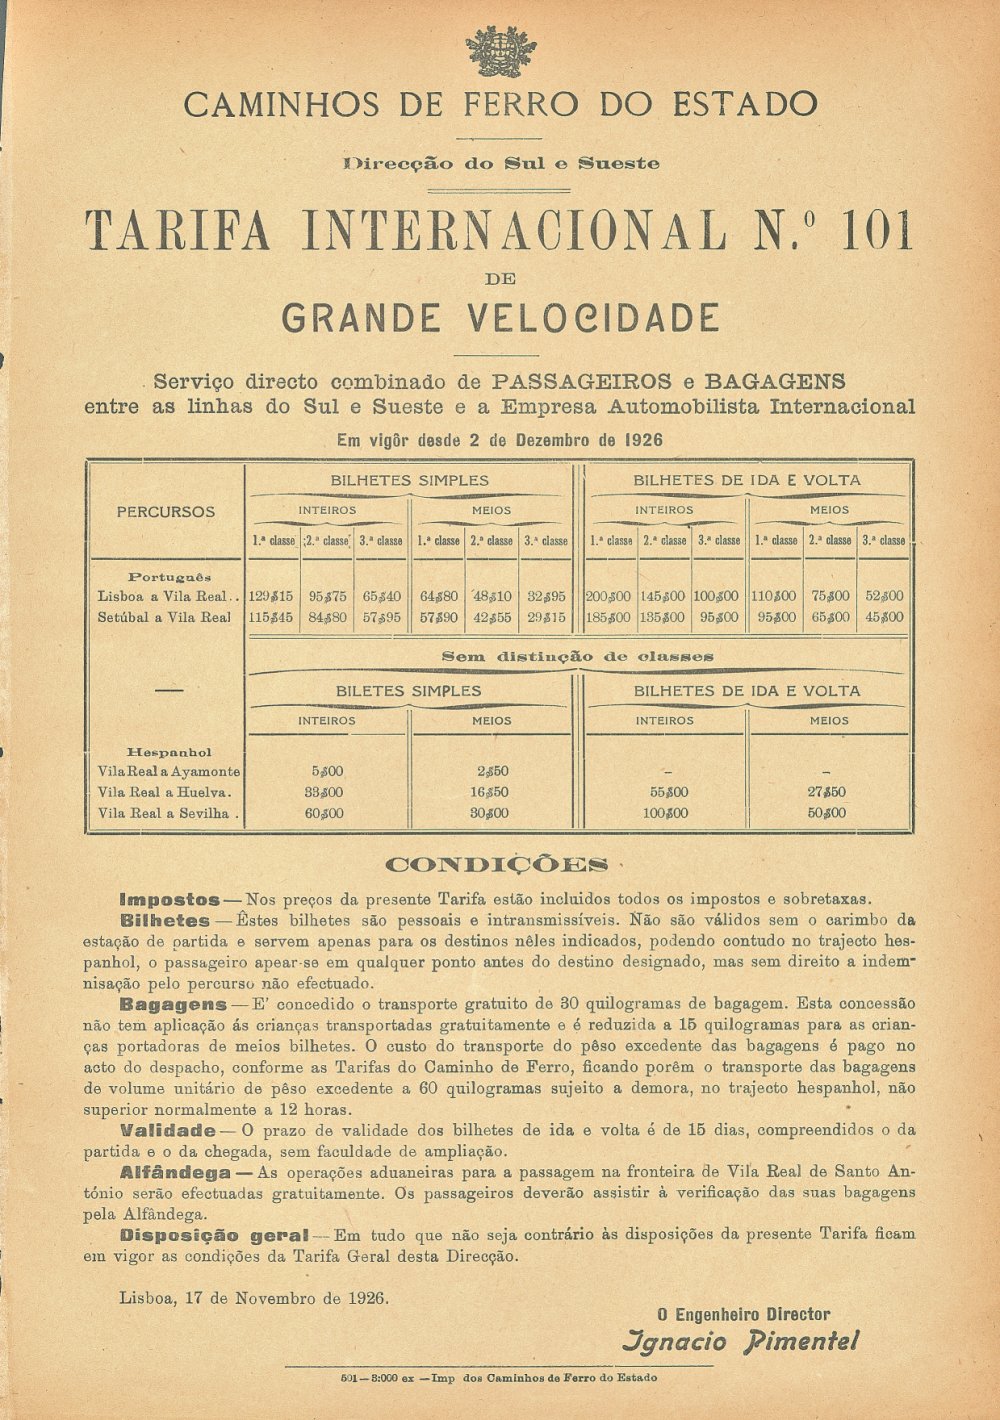 CAMINHOS DE FERRO DO ESTADO
Direcção do Sul e Sueste
TARIFA INTERNACIONAL N.º 101
DE
GRANDE VELOCIDADE
Serviço directo combinado de PASSAGEIROS e BAGAGENS
entre as linhas do Sul e Sueste e a Empresa Automobilista Internacional
Em vigôr desde 2 de Dezembro de 1926
PERCURSOS BILHETES SIMPLES BILHETES DE IDA E VOLTA
INTEIROS MEIOS INTEIROS MEIOS
1.ª classe 2.ª classe 3.ª classe 1.ª classe 2.ª classe 3.ª classe 1.ª classe 2.ª classe 3.ª classe 1.ª classe 2.ª classe 3.ª classe
Português
Lisboa a Vila Real.. 129$15 95$75 65$40 64$80 48$10 32$95 200$00 145$00 100$00 110$00 75$00 52$00
Setúbal a Vila Real 115$45 84$80 57$95 57$90 42$55 29$15 185$00 135$00 95$00 95$00 65$00 45$00
Sem distinção de classes
— BILETES SIMPLES BILHETES DE IDA E VOLTA
INTEIROS MEIOS INTEIROS MEIOS
Hespanhol
Vila Real a Ayamonte 5$00 2$50 – –
Vila Real a Huelva. 33$00 16$50 55$00 27$50
Vila Real a Sevilha . 60$00 30$00 100$00 50$00
CONDIÇÕES
Impostos — Nos preços da presente Tarifa estão incluidos todos os impostos e sobretaxas.
Bilhetes — Êstes bilhetes são pessoais e intransmissíveis. Não são válidos sem o carimbo da
estação de partida e servem apenas para os destinos nêles indicados, podendo contudo no trajecto hes-
panhol, o passageiro apear-se em qualquer ponto antes do destino designado, mas sem direito a indem-
nisação pelo percurso não efectuado.
Bagagens — E' concedido o transporte gratuito de 30 quilogramas de bagagem. Esta concessão
não tem aplicação ás crianças transportadas gratuitamente e é reduzida a 15 quilogramas para as crian-
ças portadoras de meios bilhetes. O custo do transporte do pêso excedente das bagagens é pago no
acto do despacho, conforme as Tarifas do Caminho de Ferro, ficando porêm o transporte das bagagens
de volume unitário de pêso excedente a 60 quilogramas sujeito a demora, no trajecto hespanhol, não
superior normalmente a 12 horas.
Validade — O prazo de validade dos bilhetes de ida e volta é de 15 dias, compreendidos o da
partida e o da chegada, sem faculdade de ampliação.
Alfândega — As operações aduaneiras para a passagem na fronteira de Vila Real de Santo An-
tónio serão efectuadas gratuitamente. Os passageiros deverão assistir à verificação das suas bagagens
pela Alfândega.
Disposição geral — Em tudo que não seja contrário às disposições da presente Tarifa ficam
em vigor as condições da Tarifa Geral desta Direcção.
Lisboa, 17 de Novembro de 1926.
O Engenheiro Director
Ignacio Pimentel
501 — 3:000 ex — Imp dos Caminhos de Ferro do Estado